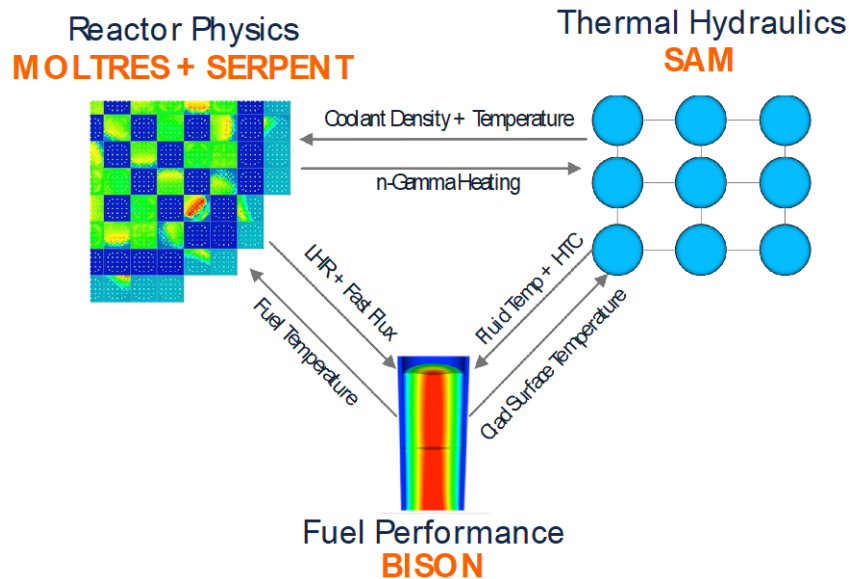 Reactor Physics
MOLTRES + SERPENT
Thermal Hydraulics
SAM
Coolant Density + Temperature
n-Gamma Heating
LHR + Fast Flux
Fuel Temperature
Fluid Temp + HTC
Clad Surface Temperature
Fuel Performance
BISON